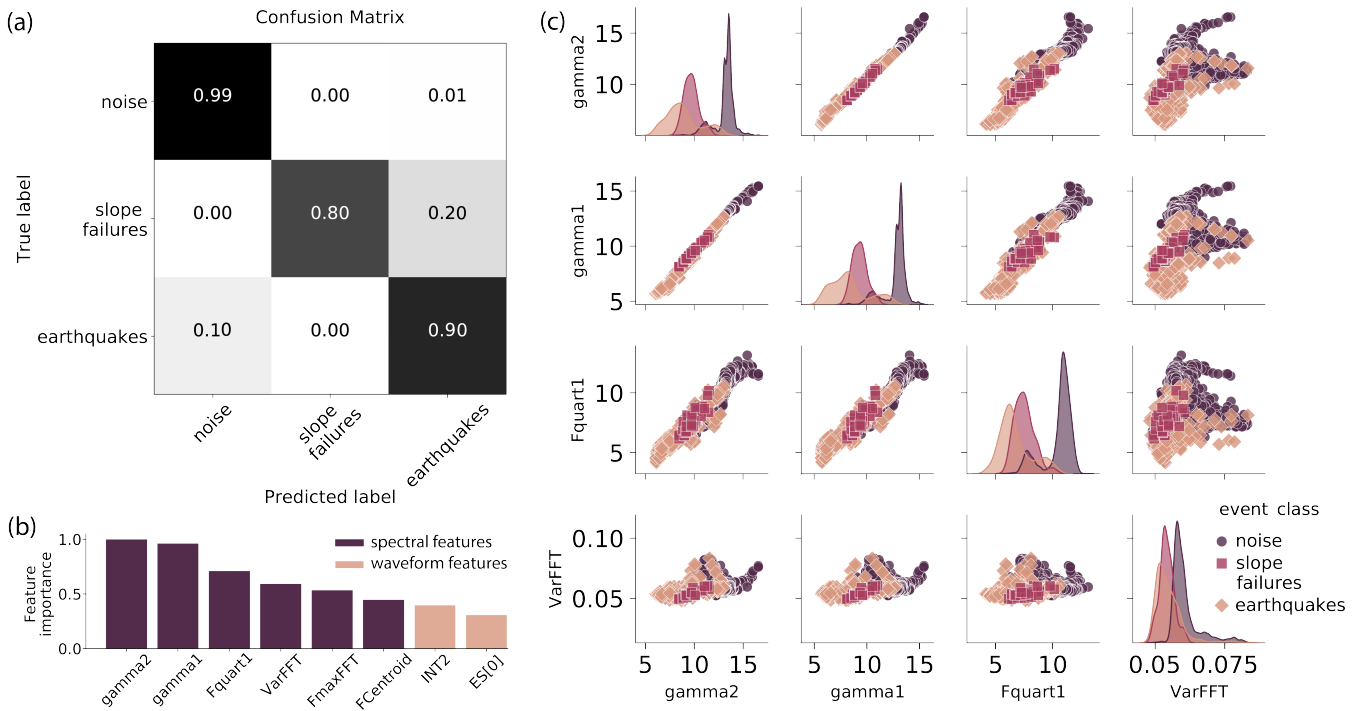 (a)
Confusion Matrix
True label
noise
0.99
0.00
0.01
slope
failures
0.00
0.80
0.20
earthquakes
0.10
0.00
0.90
noise
slope
failures
earthquakes
Predicted label
(b)
Feature
importance
1.0
0.5
0.0
spectral features
waveform features
gamma2
gamma1
Fquart1
VarFFT
FmaxFFT
FCentroid
INT2
ES[0]
(c)
gamma2
15
10
gamma1
15
10
5
Fquart1
10
5
VarFFT
0.10
0.05
5 10 15
gamma2
5 10 15
gamma1
5 10
Fquart1
0.05 0.075
VarFFT
event class
noise
slope
failures
earthquakes